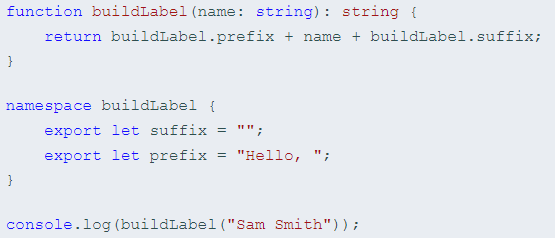 function buildLabel(name: string): string {
    return buildLabel.prefix + name + buildLabel.suffix;
}
namespace buildLabel {
    export let suffix = "";
    export let prefix = "Hello, ";
}
console.log(buildLabel("Sam Smith"));